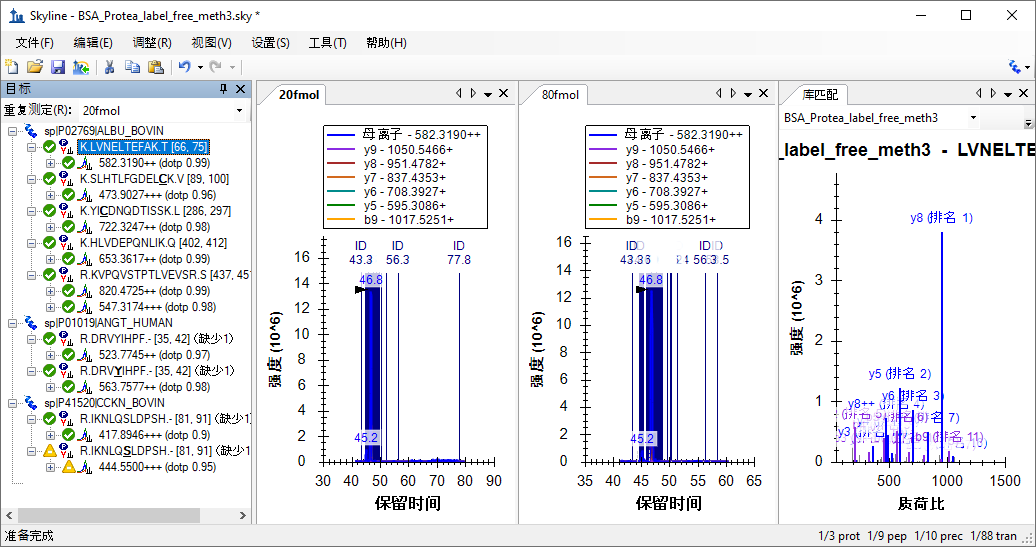 Skyline - BSA_Protea_label_free_meth3.sky *
文件(F) 编辑(E) 调整(R) 视图(V) 设置(S) 工具(T) 帮助(H)
目标
重复测定(R): 20fmol
sp|P02769|ALBU_BOVIN
K.LVNELTEFAK.T [66, 75]
582.3190++ (dotp 0.99)
K.SLHTLFGDELCK.V [89, 100]
473.9027+++ (dotp 0.96)
K.YICDNQDTISSK.L [286, 297]
722.3247++ (dotp 0.98)
K.HLVDEPQNLIK.Q [402, 412]
653.3617++ (dotp 0.99)
R.KVPQVSTPTLVEVSR.S [437, 45
820.4725++ (dotp 0.99)
547.3174+++ (dotp 0.98)
sp|P01019|ANGT_HUMAN
R.DRVYIHPF.- [35, 42] (缺少1)
523.7745++ (dotp 0.97)
R.DRVYIHPF.- [35, 42] (缺少1)
563.7577++ (dotp 0.98)
sp|P41520|CCKN_BOVIN
R.IKNLQSLDPSH.- [81, 91] (缺少1
417.8946+++ (dotp 0.9)
R.IKNLQSLDPSH.- [81, 91] (缺少1
444.5500+++ (dotp 0.95)
20fmol
母离子 - 582.3190++
y9 - 1050.5466+
y8 - 951.4782+
y7 - 837.4353+
y6 - 708.3927+
y5 - 595.3086+
b9 - 1017.5251+
ID ID ID
43.3 56.3 77.8
46.8
45.2
强度 (10^6)
16
14
12
10
8
6
4
2
0
30 40 50 60 70 80 90
保留时间
80fmol
母离子 - 582.3190++
y9 - 1050.5466+
y8 - 951.4782+
y7 - 837.4353+
y6 - 708.3927+
y5 - 595.3086+
b9 - 1017.5251+
46.8
45.2
强度 (10^6)
16
14
12
10
8
6
4
2
0
35 40 45 50 55 60 65
保留时间
库匹配
BSA_Protea_label_free_meth3
_label_free_meth3 - LVNELTE
y8 (排名 1)
y5 (排名 2)
y6 (排名 3)
强度 (10^6)
4
3
2
1
0
500 1000 1500
质荷比
准备完成
1/3 prot 1/9 pep 1/10 prec 1/88 tran